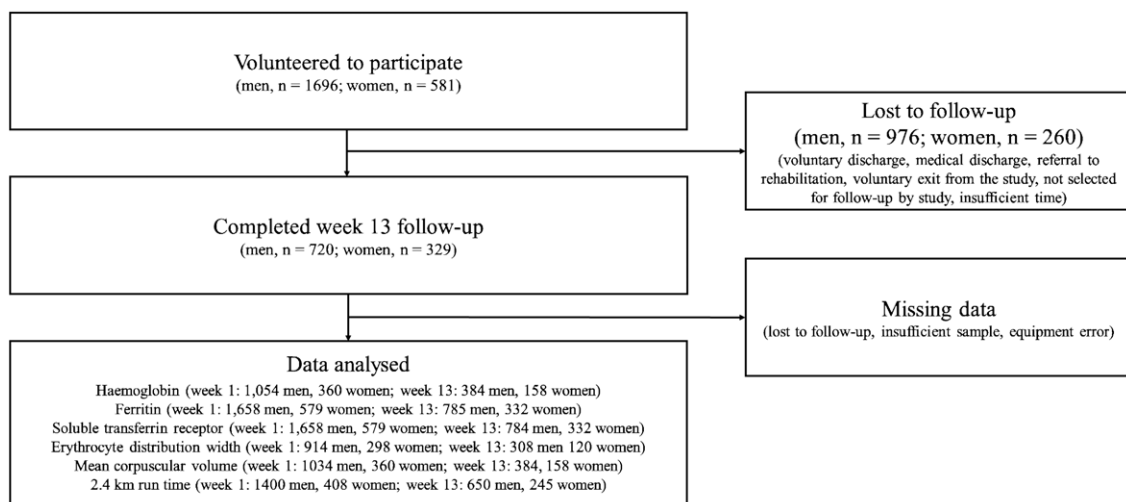 Volunteered to participate
(men, n = 1696; women, n = 581)
Lost to follow-up
(men, n = 976; women, n = 260)
(voluntary discharge, medical discharge, referral to
rehabilitation, voluntary exit from the study, not selected
for follow-up by study, insufficient time)
Completed week 13 follow-up
(men, n = 720; women, n = 329)
Missing data
(lost to follow-up, insufficient sample, equipment error)
Data analysed
Haemoglobin (week 1: 1,054 men, 360 women; week 13: 384 men, 158 women)
Ferritin (week 1: 1,658 men, 579 women; week 13: 785 men, 332 women)
Soluble transferrin receptor (week 1: 1,658 men, 579 women; week 13: 784 men, 332 women)
Erythrocyte distribution width (week 1: 914 men, 298 women; week 13: 308 men 120 women)
Mean corpuscular volume (week 1: 1034 men, 360 women; week 13: 384, 158 women)
2.4 km run time (week 1: 1400 men, 408 women; week 13: 650 men, 245 women)